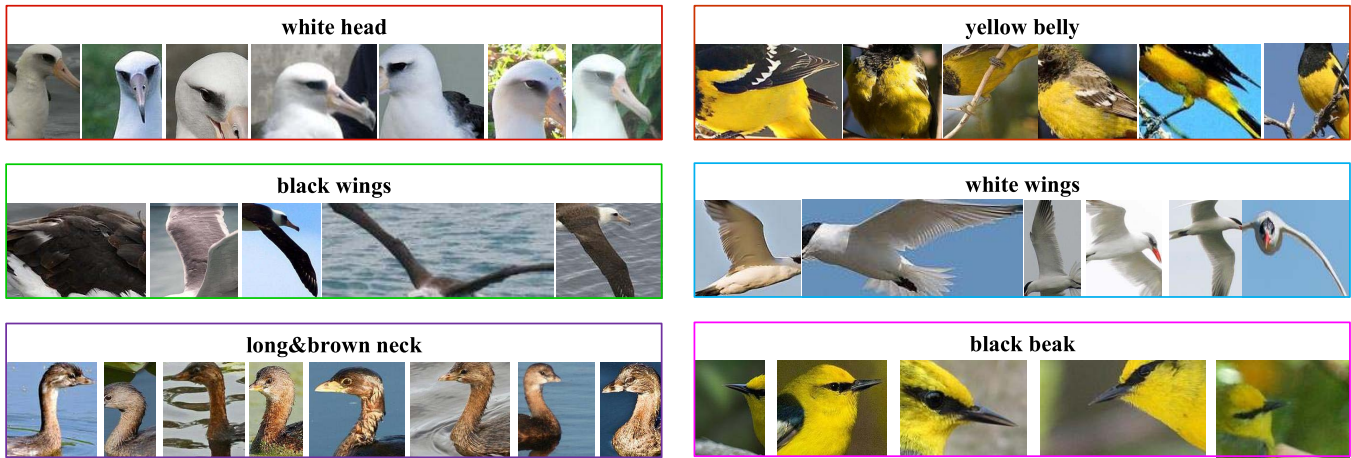 white head
yellow belly
black wings
white wings
long&brown neck
black beak